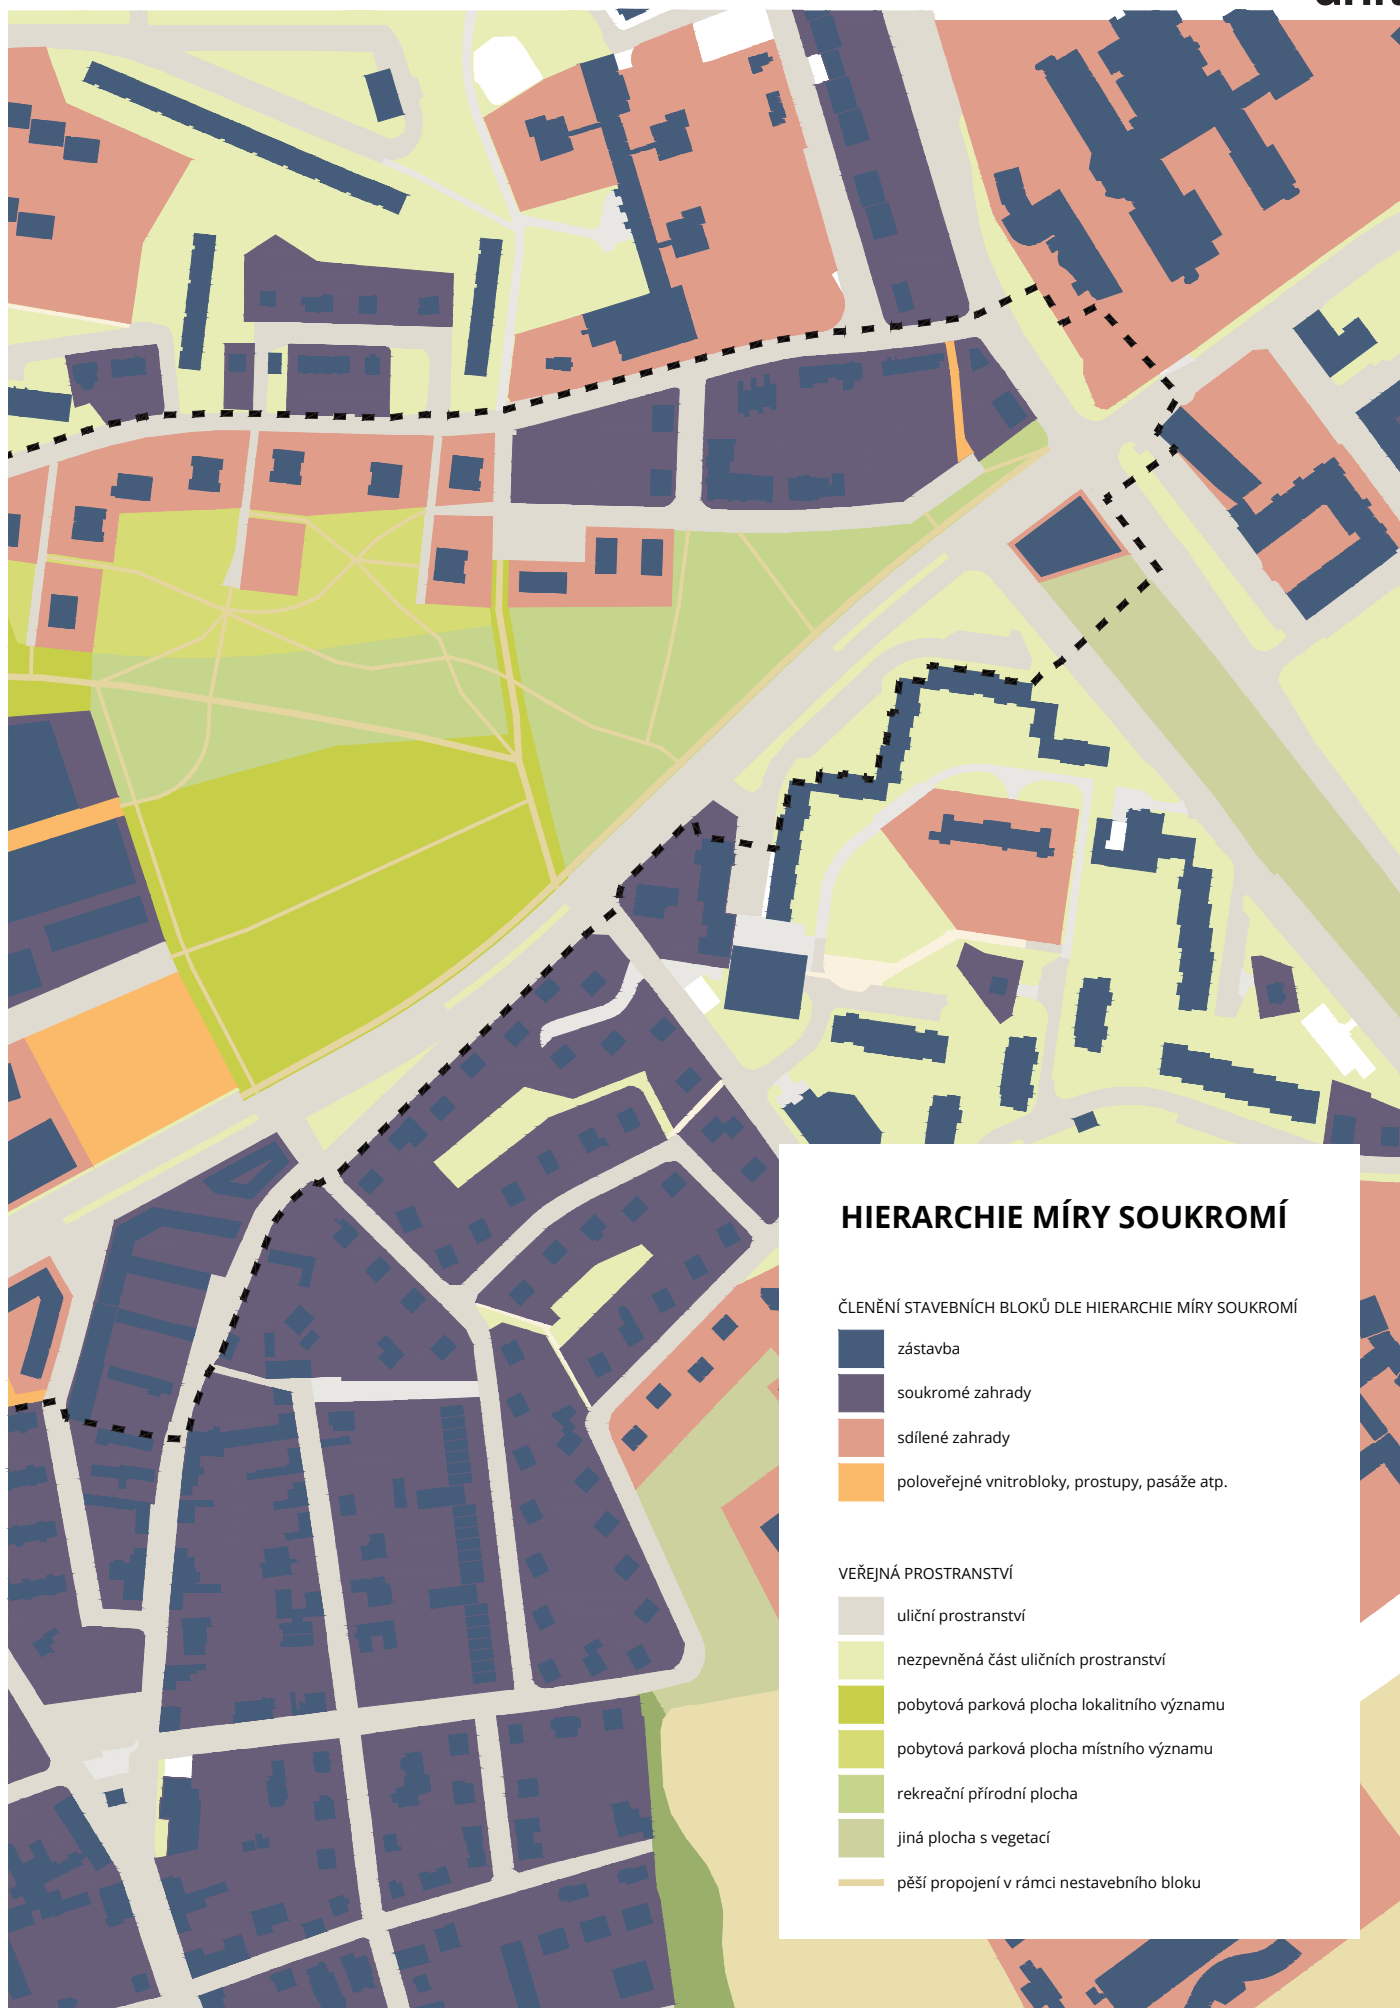 HIERARCHIE MÍRY SOUKROMÍ
ČLENĚNÍ STAVEBNÍCH BLOKŮ DLE HIERARCHIE MÍRY SOUKROMÍ
zástavba
soukromé zahrady
sdílené zahrady
poloveřejné vnitrobloky, prostupy, pasáže atp.
VEŘEJNÁ PROSTRANSTVÍ
uliční prostranství
nezpevněná část uličních prostranství
pobytová parková plocha lokalitního významu
pobytová parková plocha místního významu
rekreační přírodní plocha
jiná plocha s vegetací
pěší propojení v rámci nestavebního bloku